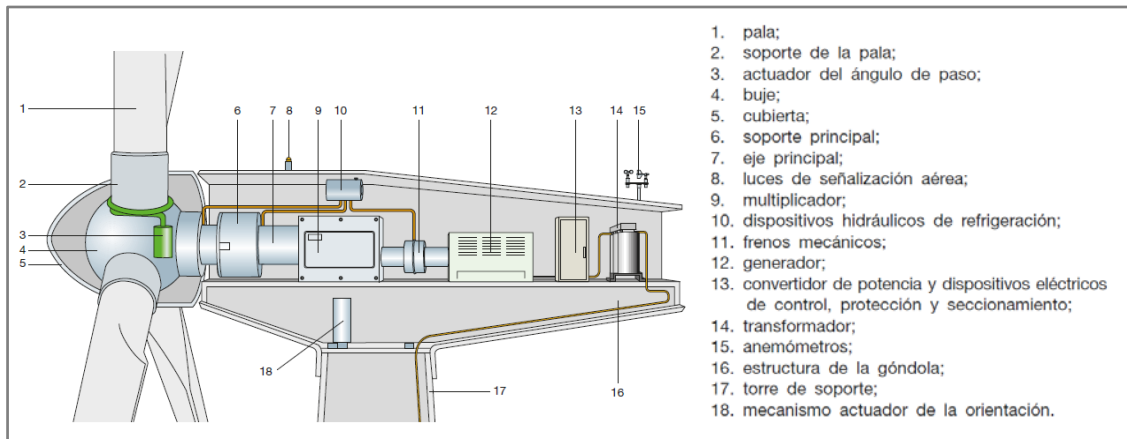 1
2
3
4
5
6
7
8
9
10
11
12
13
14
15
16
17
18
1. pala;
2. soporte de la pala;
3. actuador del ángulo de paso;
4. buje;
5. cubierta;
6. soporte principal;
7. eje principal;
8. luces de señalización aérea;
9. multiplicador;
10. dispositivos hidráulicos de refrigeración;
11. frenos mecánicos;
12. generador;
13. convertidor de potencia y dispositivos eléctricos
de control, protección y seccionamiento;
14. transformador;
15. anemómetros;
16. estructura de la góndola;
17. torre de soporte;
18. mecanismo actuador de la orientación.